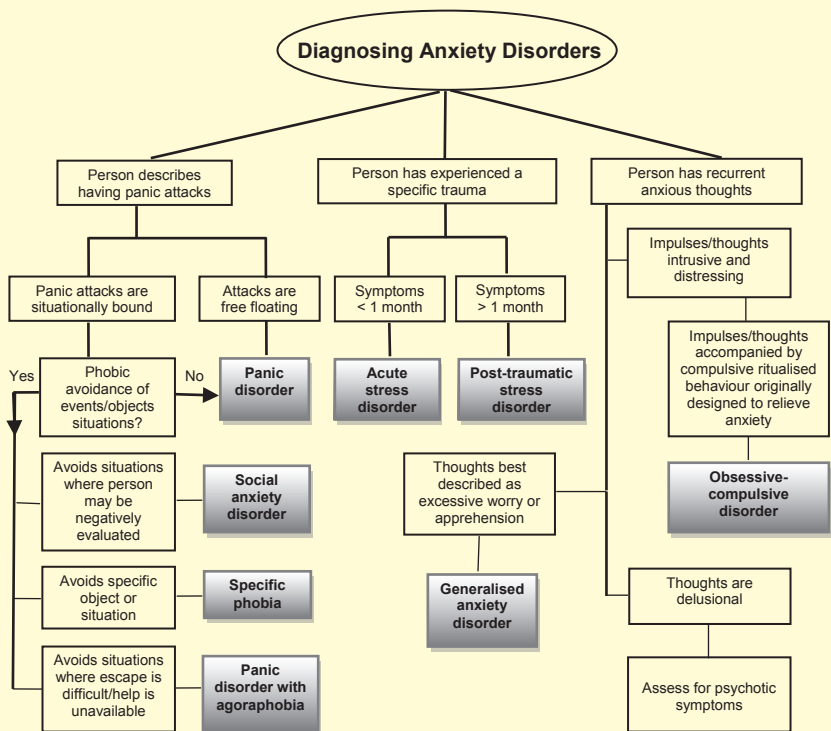 Diagnosing Anxiety Disorders
Person describes
having panic attacks
Person has experienced a
specific trauma
Person has recurrent
anxious thoughts
Panic attacks are
situationally bound
Attacks are
free floating
Symptoms
< 1 month
Symptoms
> 1 month
Impulses/thoughts
intrusive and
distressing
Yes
Phobic
avoidance of
events/objects
situations?
No
Panic
disorder
Acute
stress
disorder
Post-traumatic
stress
disorder
Impulses/thoughts
accompanied by
compulsive ritualised
behaviour originally
designed to relieve
anxiety
Avoids situations
where person
may be
negatively
evaluated
Social
anxiety
disorder
Thoughts best
described as
excessive worry or
apprehension
Obsessive-
compulsive
disorder
Avoids specific
object or
situation
Specific
phobia
Generalised
anxiety
disorder
Thoughts are
delusional
Avoids situations
where escape is
difficult/help is
unavailable
Panic
disorder with
agoraphobia
Assess for psychotic
symptoms